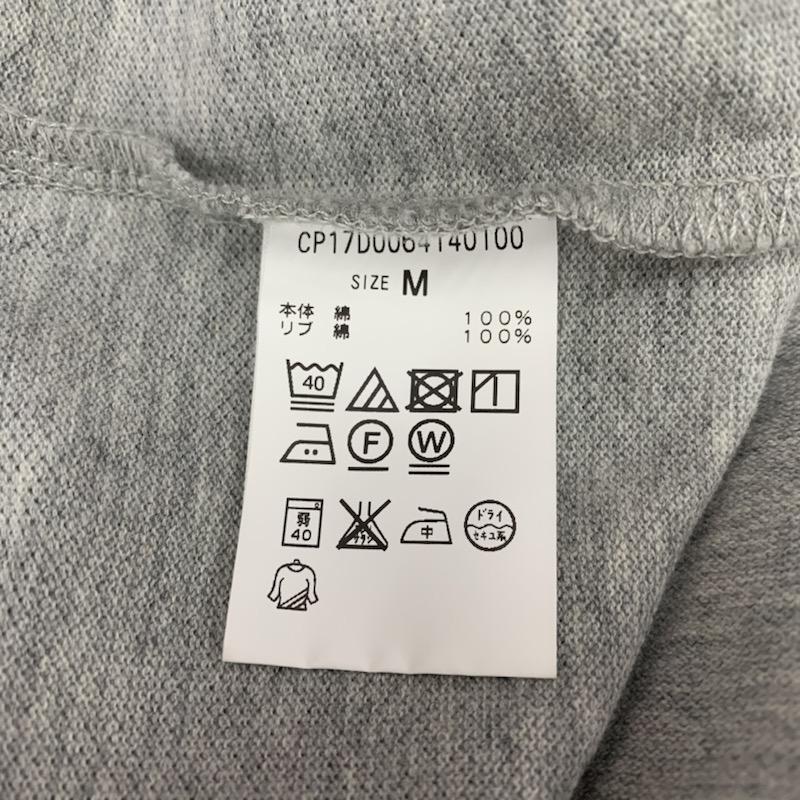 CP17D0064140100
SIZE M
本体 綿 100%
リブ 綿 100%
40
F W
弱 40 中 ドライ セキユ系